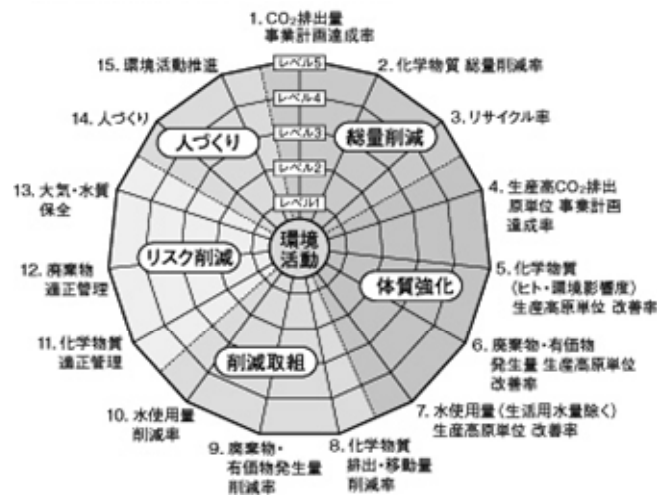 1. CO₂排出量
事業計画達成率
2. 化学物質 総量削減率
3. リサイクル率
4. 生産高CO₂排出
原単位 事業計画
達成率
5. 化学物質
(ヒト・環境影響度)
生産高原単位 改善率
6. 廃棄物・有価物
発生量 生産高原単位
改善率
7. 水使用量(生活用水量除く)
生産高原単位 改善率
8. 化学物質
排出・移動量
削減率
9. 廃棄物・
有価物発生量
削減率
10. 水使用量
削減率
11. 化学物質
適正管理
12. 廃棄物
適正管理
13. 大気・水質
保全
14. 人づくり
15. 環境活動推進
レベル5
レベル4
レベル3
レベル2
レベル1
環境
活動
人づくり
総量削減
リスク削減
体質強化
削減取組